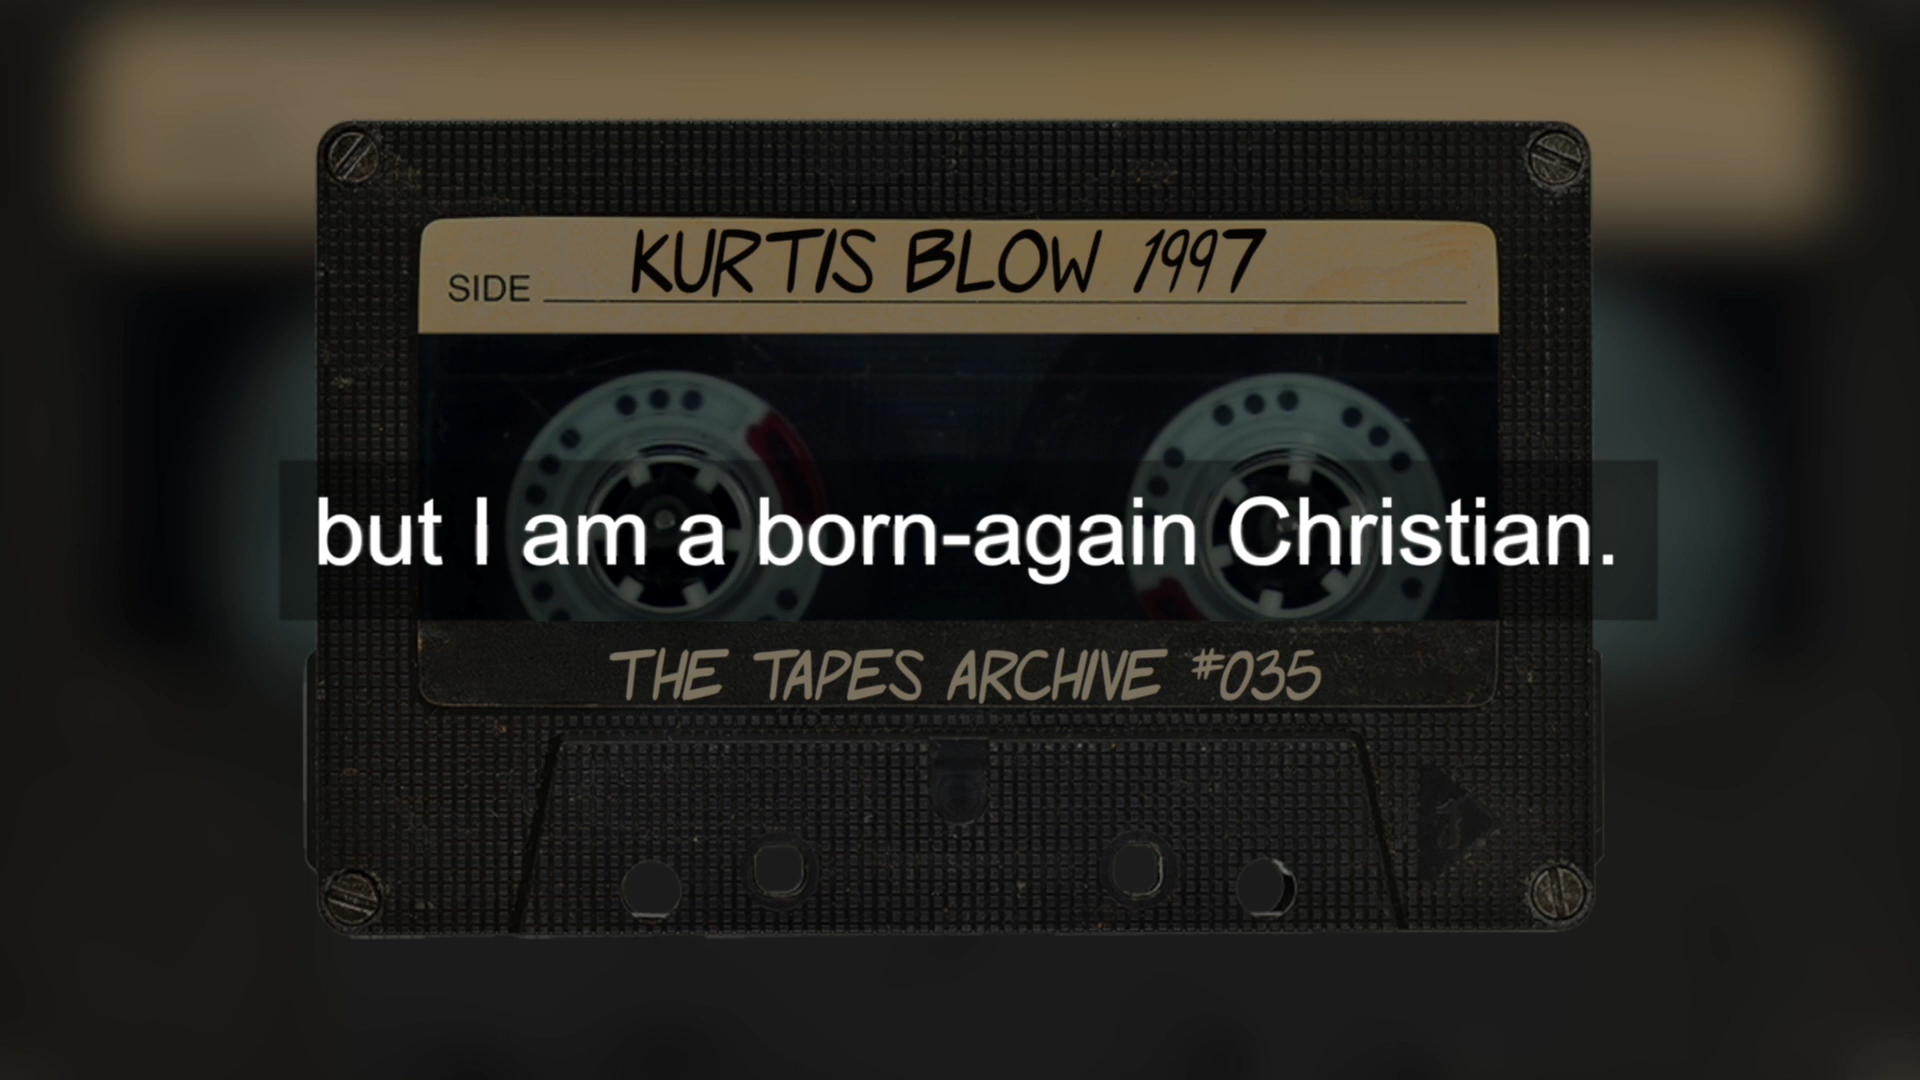 KURTIS BLOW 1997
SIDE
but I am a born-again Christian.
THE TAPES ARCHIVE #035